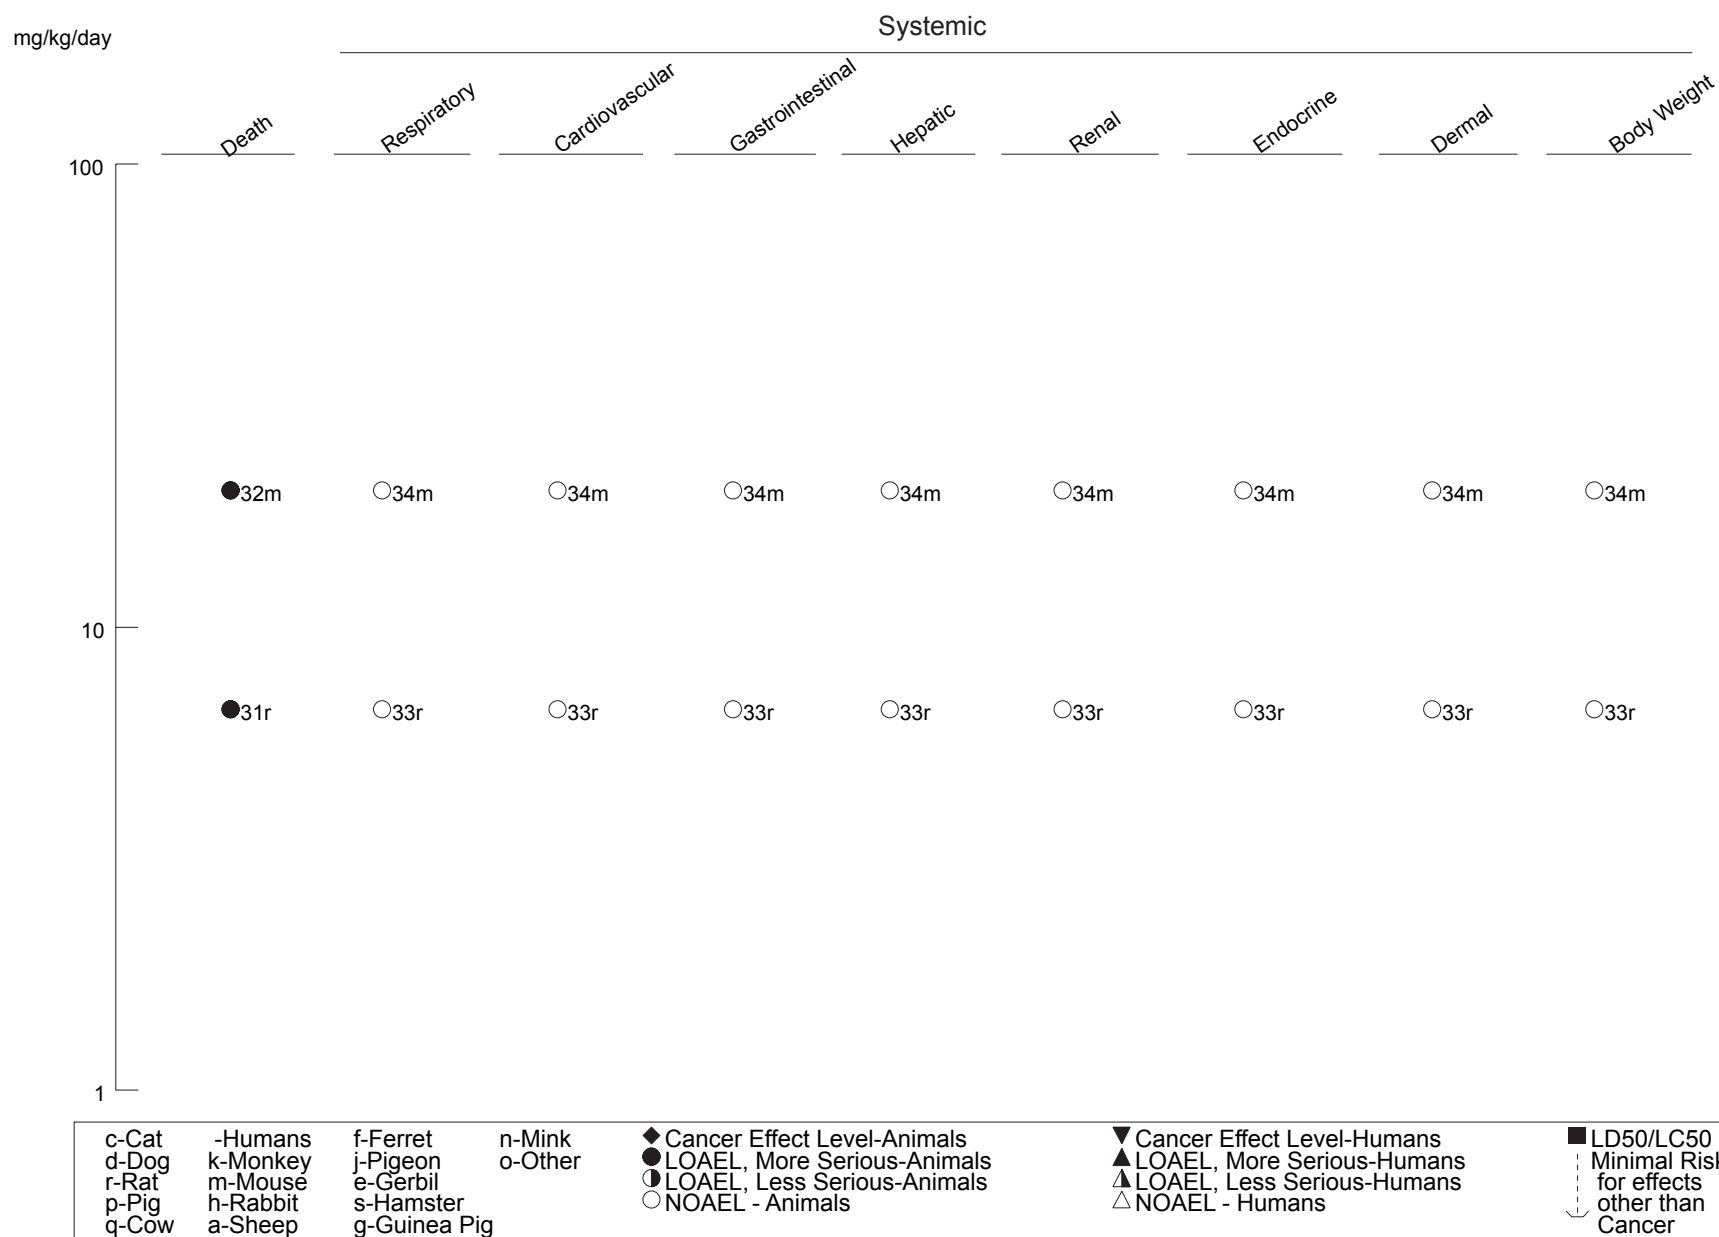 Systemic
mg/kg/day
Death Respiratory Cardiovascular Gastrointestinal Hepatic Renal Endocrine Dermal Body Weight
100
32m 34m 34m 34m 34m 34m 34m 34m 34m
10
31r 33r 33r 33r 33r 33r 33r 33r 33r
1
c-Cat -Humans f-Ferret n-Mink Cancer Effect Level-Animals Cancer Effect Level-Humans LD50/LC50
d-Dog k-Monkey j-Pigeon o-Other LOAEL, More Serious-Animals LOAEL, More Serious-Humans Minimal Risk
r-Rat m-Mouse e-Gerbil LOAEL, Less Serious-Animals LOAEL, Less Serious-Humans for effects
p-Pig h-Rabbit s-Hamster NOAEL - Animals NOAEL - Humans other than
q-Cow a-Sheep g-Guinea Pig Cancer